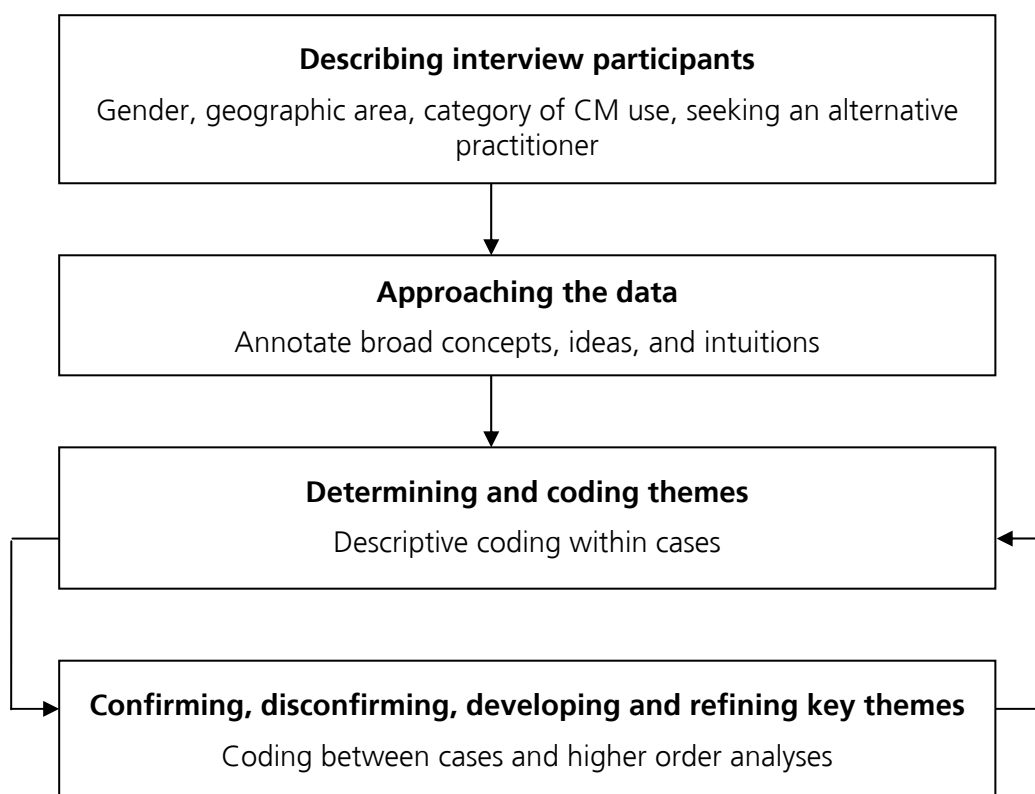 Describing interview participants
Gender, geographic area, category of CM use, seeking an alternative
practitioner
Approaching the data
Annotate broad concepts, ideas, and intuitions
Determining and coding themes
Descriptive coding within cases
Confirming, disconfirming, developing and refining key themes
Coding between cases and higher order analyses